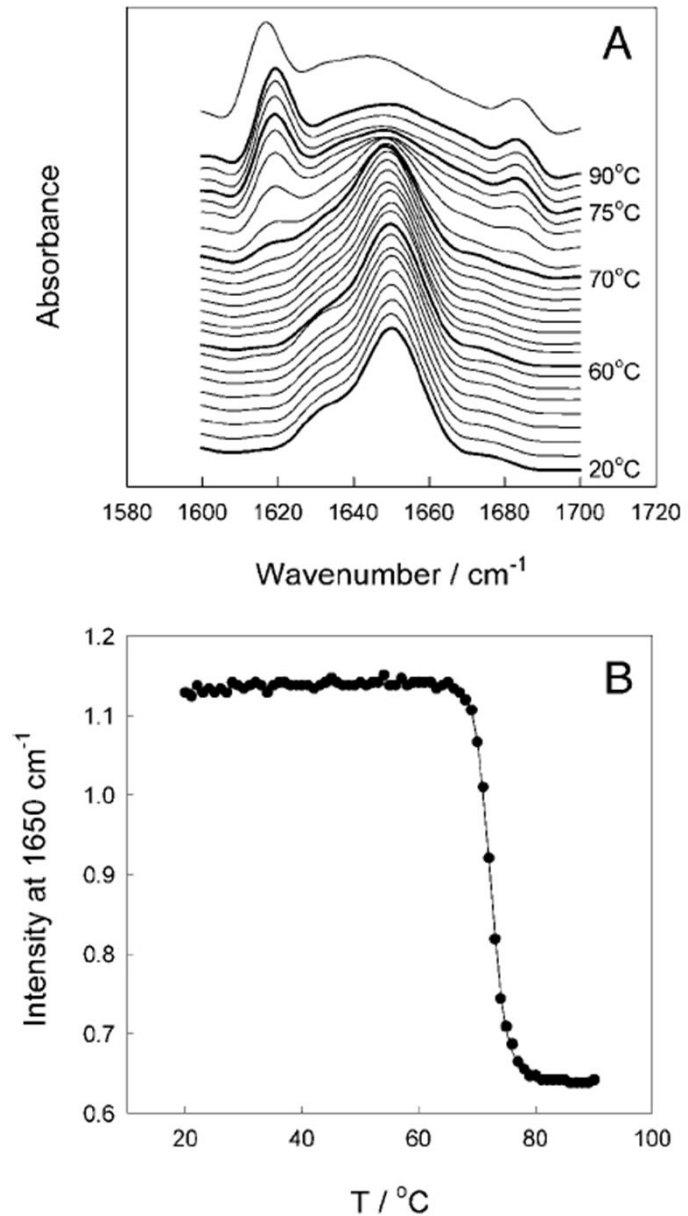 A
Absorbance
90°C
75°C
70°C
60°C
20°C
1580 1600 1620 1640 1660 1680 1700 1720
Wavenumber / cm⁻¹
B
Intensity at 1650 cm⁻¹
1.2
1.1
1.0
0.9
0.8
0.7
0.6
20 40 60 80 100
T / °C